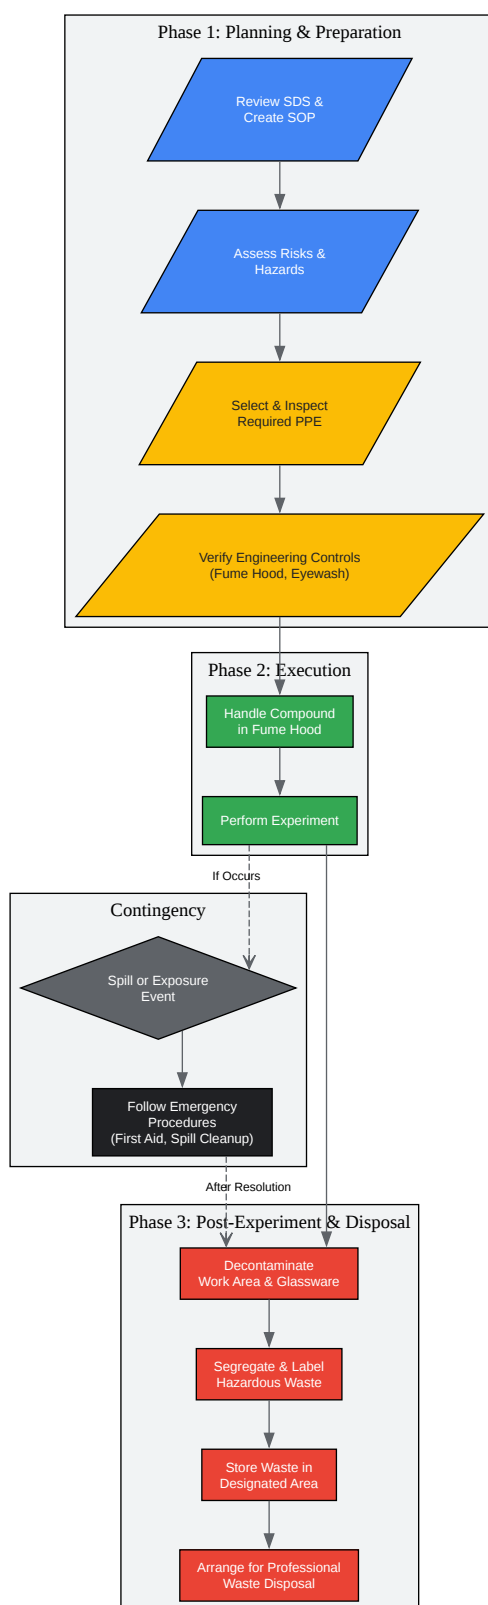 Phase 1: Planning & Preparation
Review SDS &
Create SOP
Assess Risks &
Hazards
Select & Inspect
Required PPE
Verify Engineering Controls
(Fume Hood, Eyewash)
Phase 2: Execution
Handle Compound
in Fume Hood
Perform Experiment
If Occurs
Contingency
Spill or Exposure
Event
Follow Emergency
Procedures
(First Aid, Spill Cleanup)
After Resolution
Phase 3: Post-Experiment & Disposal
Decontaminate
Work Area & Glassware
Segregate & Label
Hazardous Waste
Store Waste in
Designated Area
Arrange for Professional
Waste Disposal